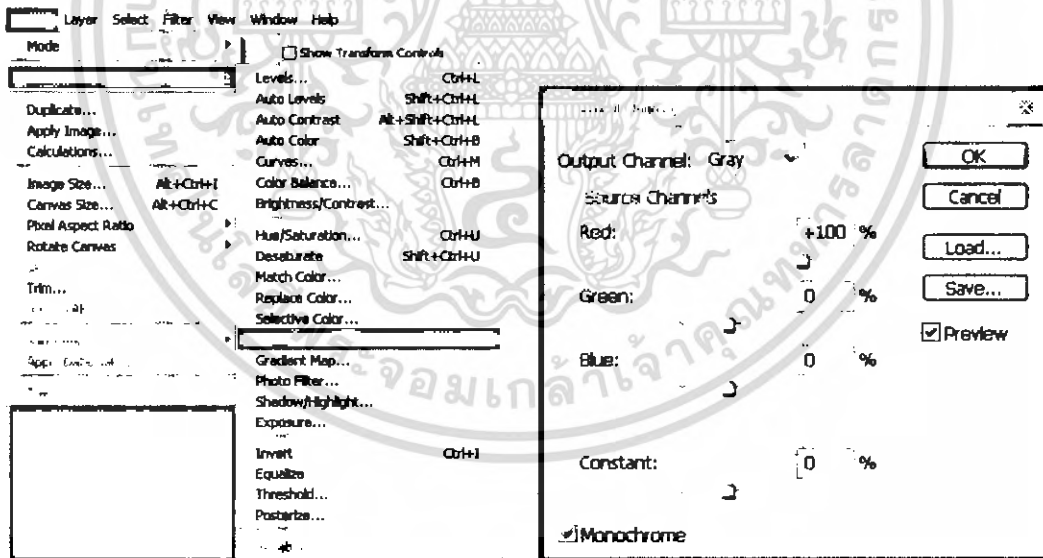 Layer Select Filter View Window Help
Mode
Duplicate...
Apply Image...
Calculations...
Image Size... Alt+Ctrl+I
Canvas Size... Alt+Ctrl+C
Pixel Aspect Ratio
Rotate Canvas
Trim...
Show Transform Controls
Levels... Ctrl+L
Auto Levels Shift+Ctrl+L
Auto Contrast Alt+Shift+Ctrl+L
Auto Color Shift+Ctrl+B
Curves... Ctrl+M
Color Balance... Ctrl+B
Brightness/Contrast...
Hue/Saturation... Ctrl+U
Desaturate Shift+Ctrl+U
Match Color...
Replace Color...
Selective Color...
Gradient Map...
Photo Filter...
Shadow/Highlight...
Exposure...
Invert Ctrl+I
Equalize
Threshold...
Posterize...
Output Channel: Gray
Source Channels
Red: +100 %
Green: 0 %
Blue: 0 %
Constant: 0 %
Monochrome
OK
Cancel
Load...
Save...
Preview